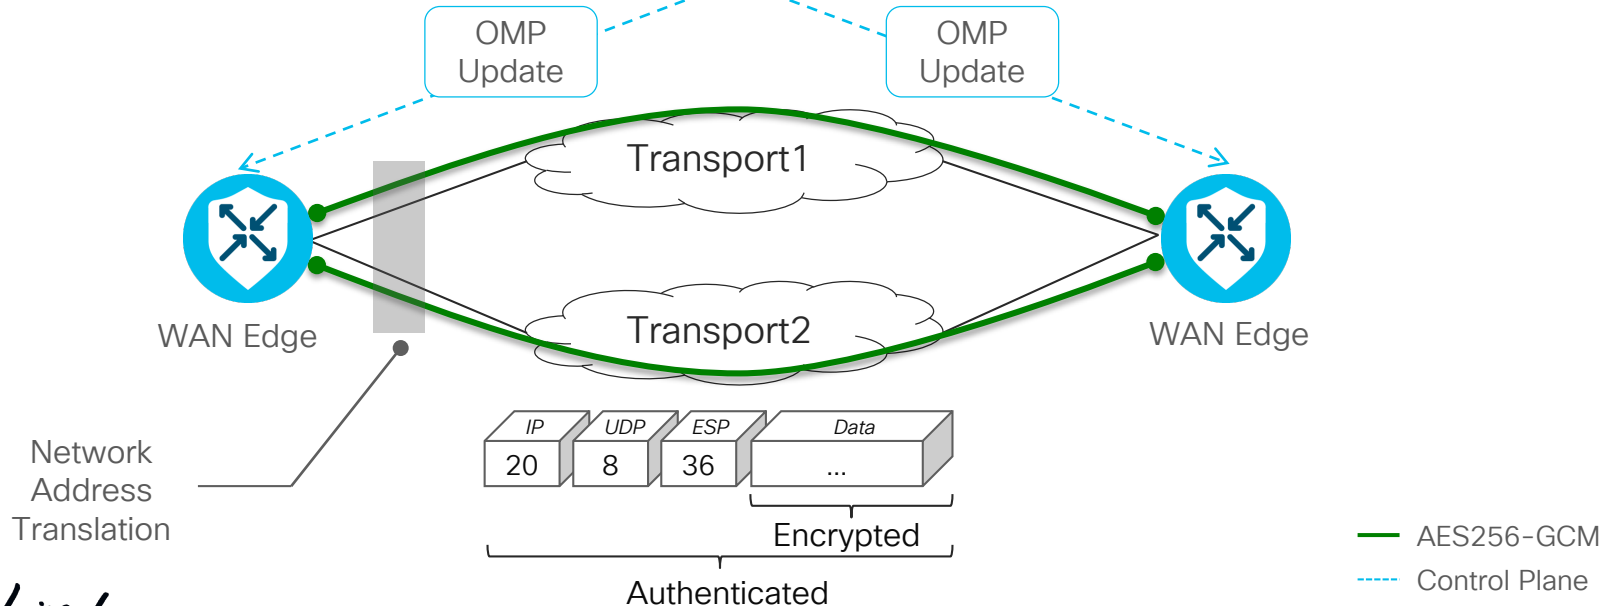 OMP
Update
OMP
Update
Transport1
WAN Edge
Transport2
WAN Edge
Network
Address
Translation
IP
UDP
ESP
Data
20
8
36
...
Encrypted
Authenticated
AES256-GCM
Control Plane